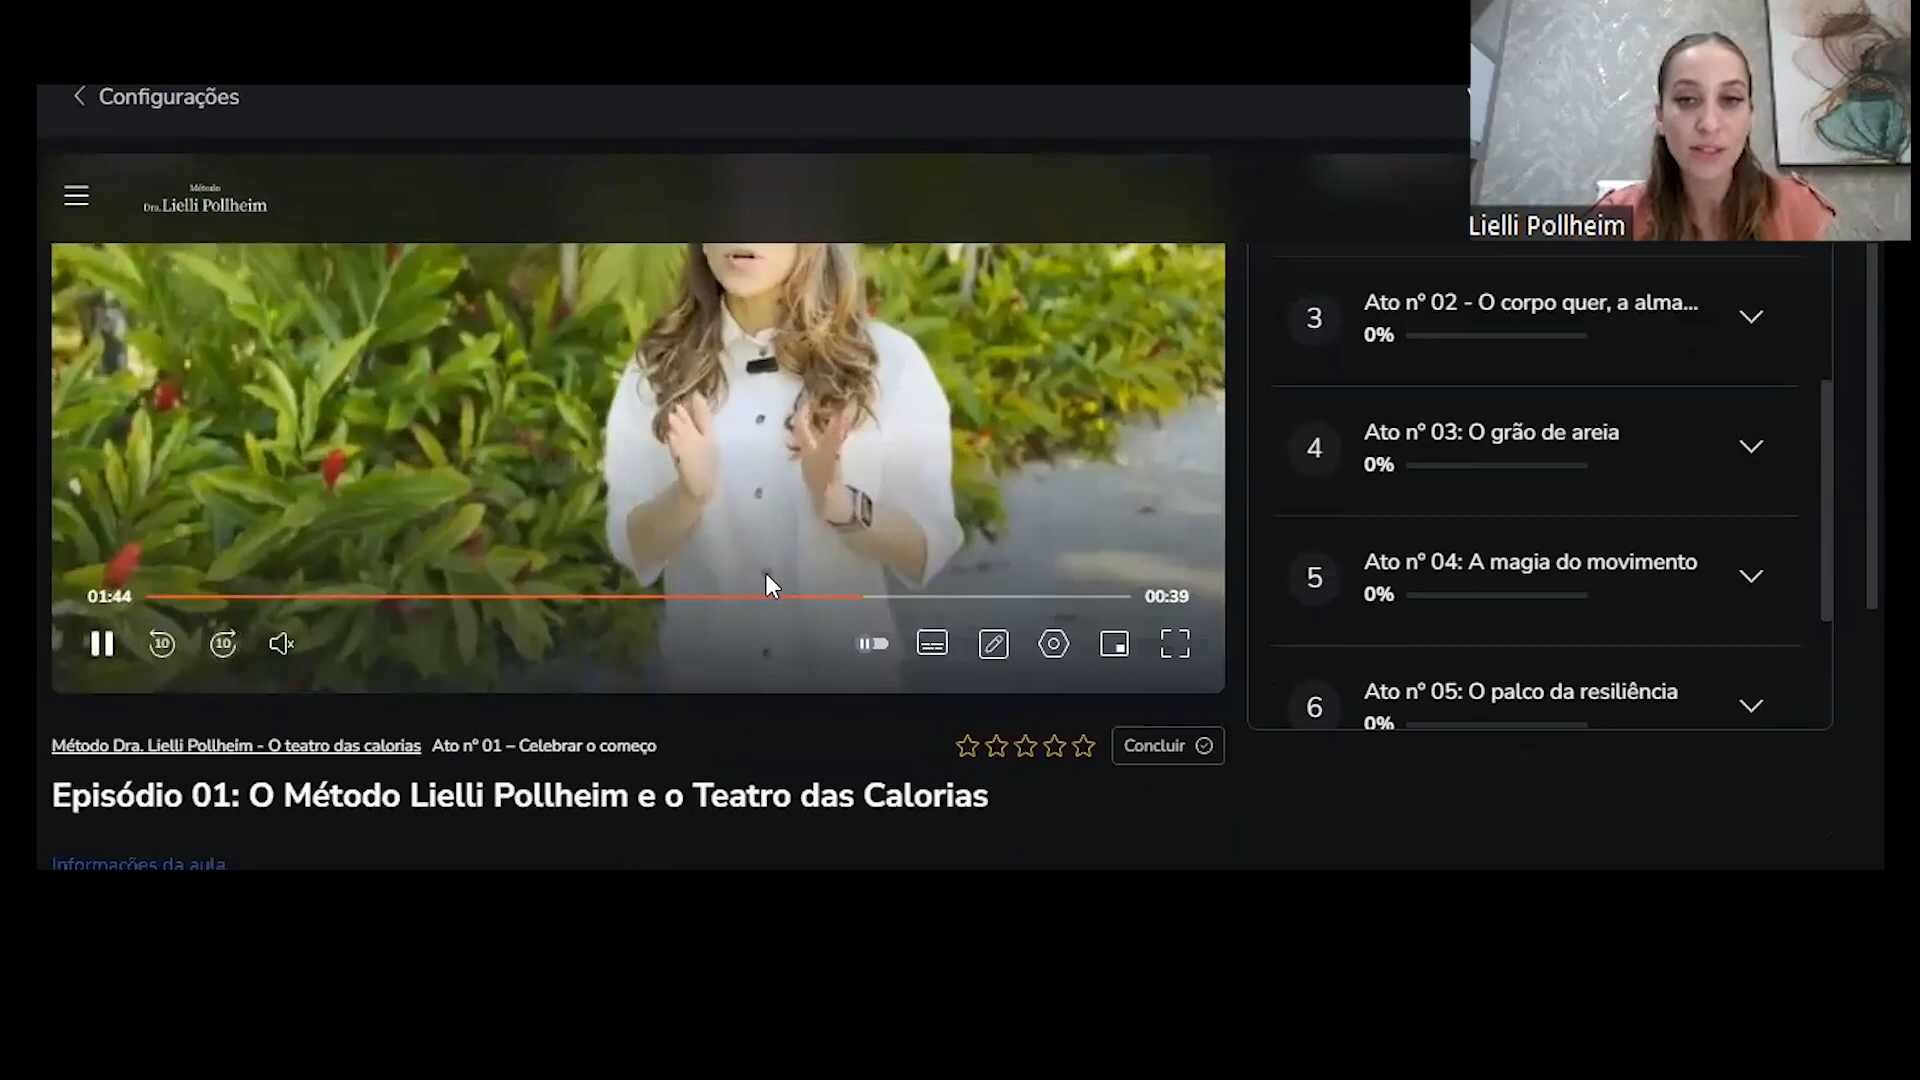 Configurações
Lielli Pollheim
Método
Dra. Lielli Pollheim
3
Ato nº 02 - O corpo quer, a alma...
0%
4
Ato nº 03: O grão de areia
0%
5
Ato nº 04: A magia do movimento
0%
6
Ato nº 05: O palco da resiliência
0%
01:44
00:39
10
10
Método Dra. Lielli Pollheim - O teatro das calorias Ato nº 01 – Celebrar o começo
Concluir
Episódio 01: O Método Lielli Pollheim e o Teatro das Calorias
Informações da aula